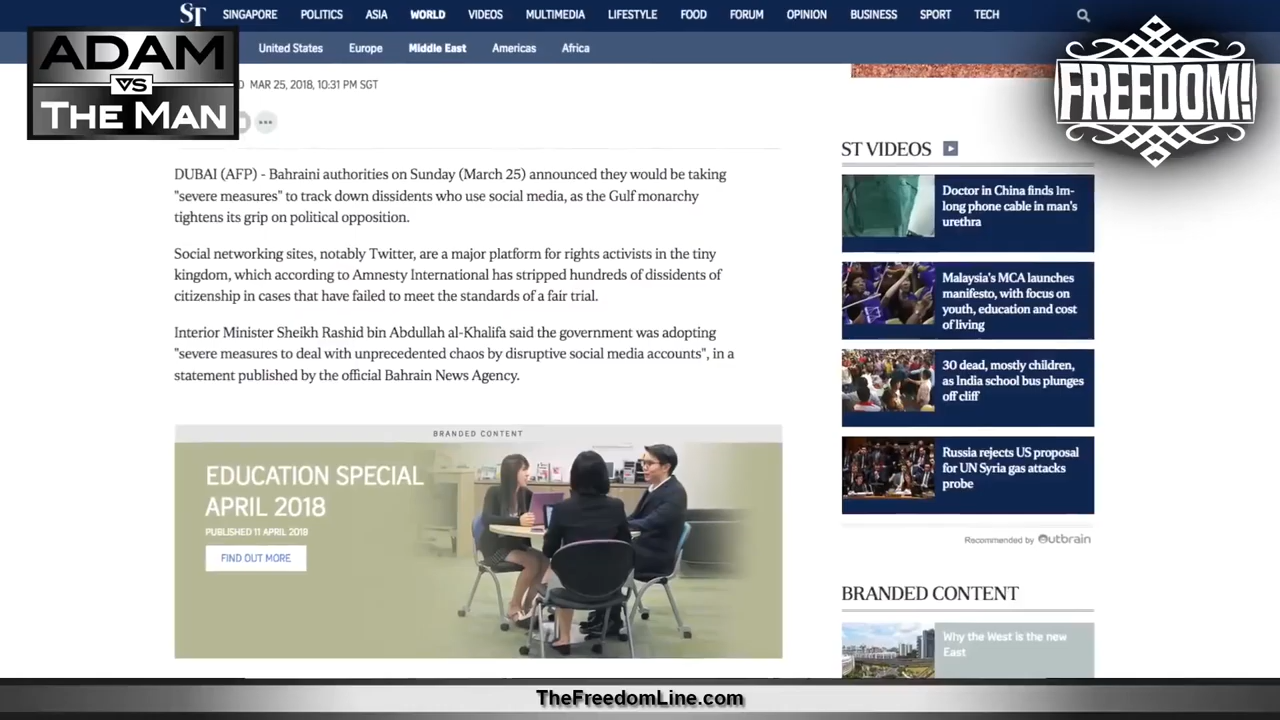 ST
SINGAPORE POLITICS ASIA WORLD VIDEOS MULTIMEDIA LIFESTYLE FOOD FORUM OPINION BUSINESS SPORT TECH
United States Europe Middle East Americas Africa
ADAM
VS
THE MAN
FREEDOM!
MAR 25, 2018, 10:31 PM SGT
DUBAI (AFP) - Bahraini authorities on Sunday (March 25) announced they would be taking
"severe measures" to track down dissidents who use social media, as the Gulf monarchy
tightens its grip on political opposition.
Social networking sites, notably Twitter, are a major platform for rights activists in the tiny
kingdom, which according to Amnesty International has stripped hundreds of dissidents of
citizenship in cases that have failed to meet the standards of a fair trial.
Interior Minister Sheikh Rashid bin Abdullah al-Khalifa said the government was adopting
"severe measures to deal with unprecedented chaos by disruptive social media accounts", in a
statement published by the official Bahrain News Agency.
BRANDED CONTENT
EDUCATION SPECIAL
APRIL 2018
PUBLISHED 11 APRIL 2018
FIND OUT MORE
ST VIDEOS
Doctor in China finds 1m-
long phone cable in man's
urethra
Malaysia's MCA launches
manifesto, with focus on
youth, education and cost
of living
30 dead, mostly children,
as India school bus plunges
off cliff
Russia rejects US proposal
for UN Syria gas attacks
probe
Recommended by Outbrain
BRANDED CONTENT
Why the West is the new
East
TheFreedomLine.com